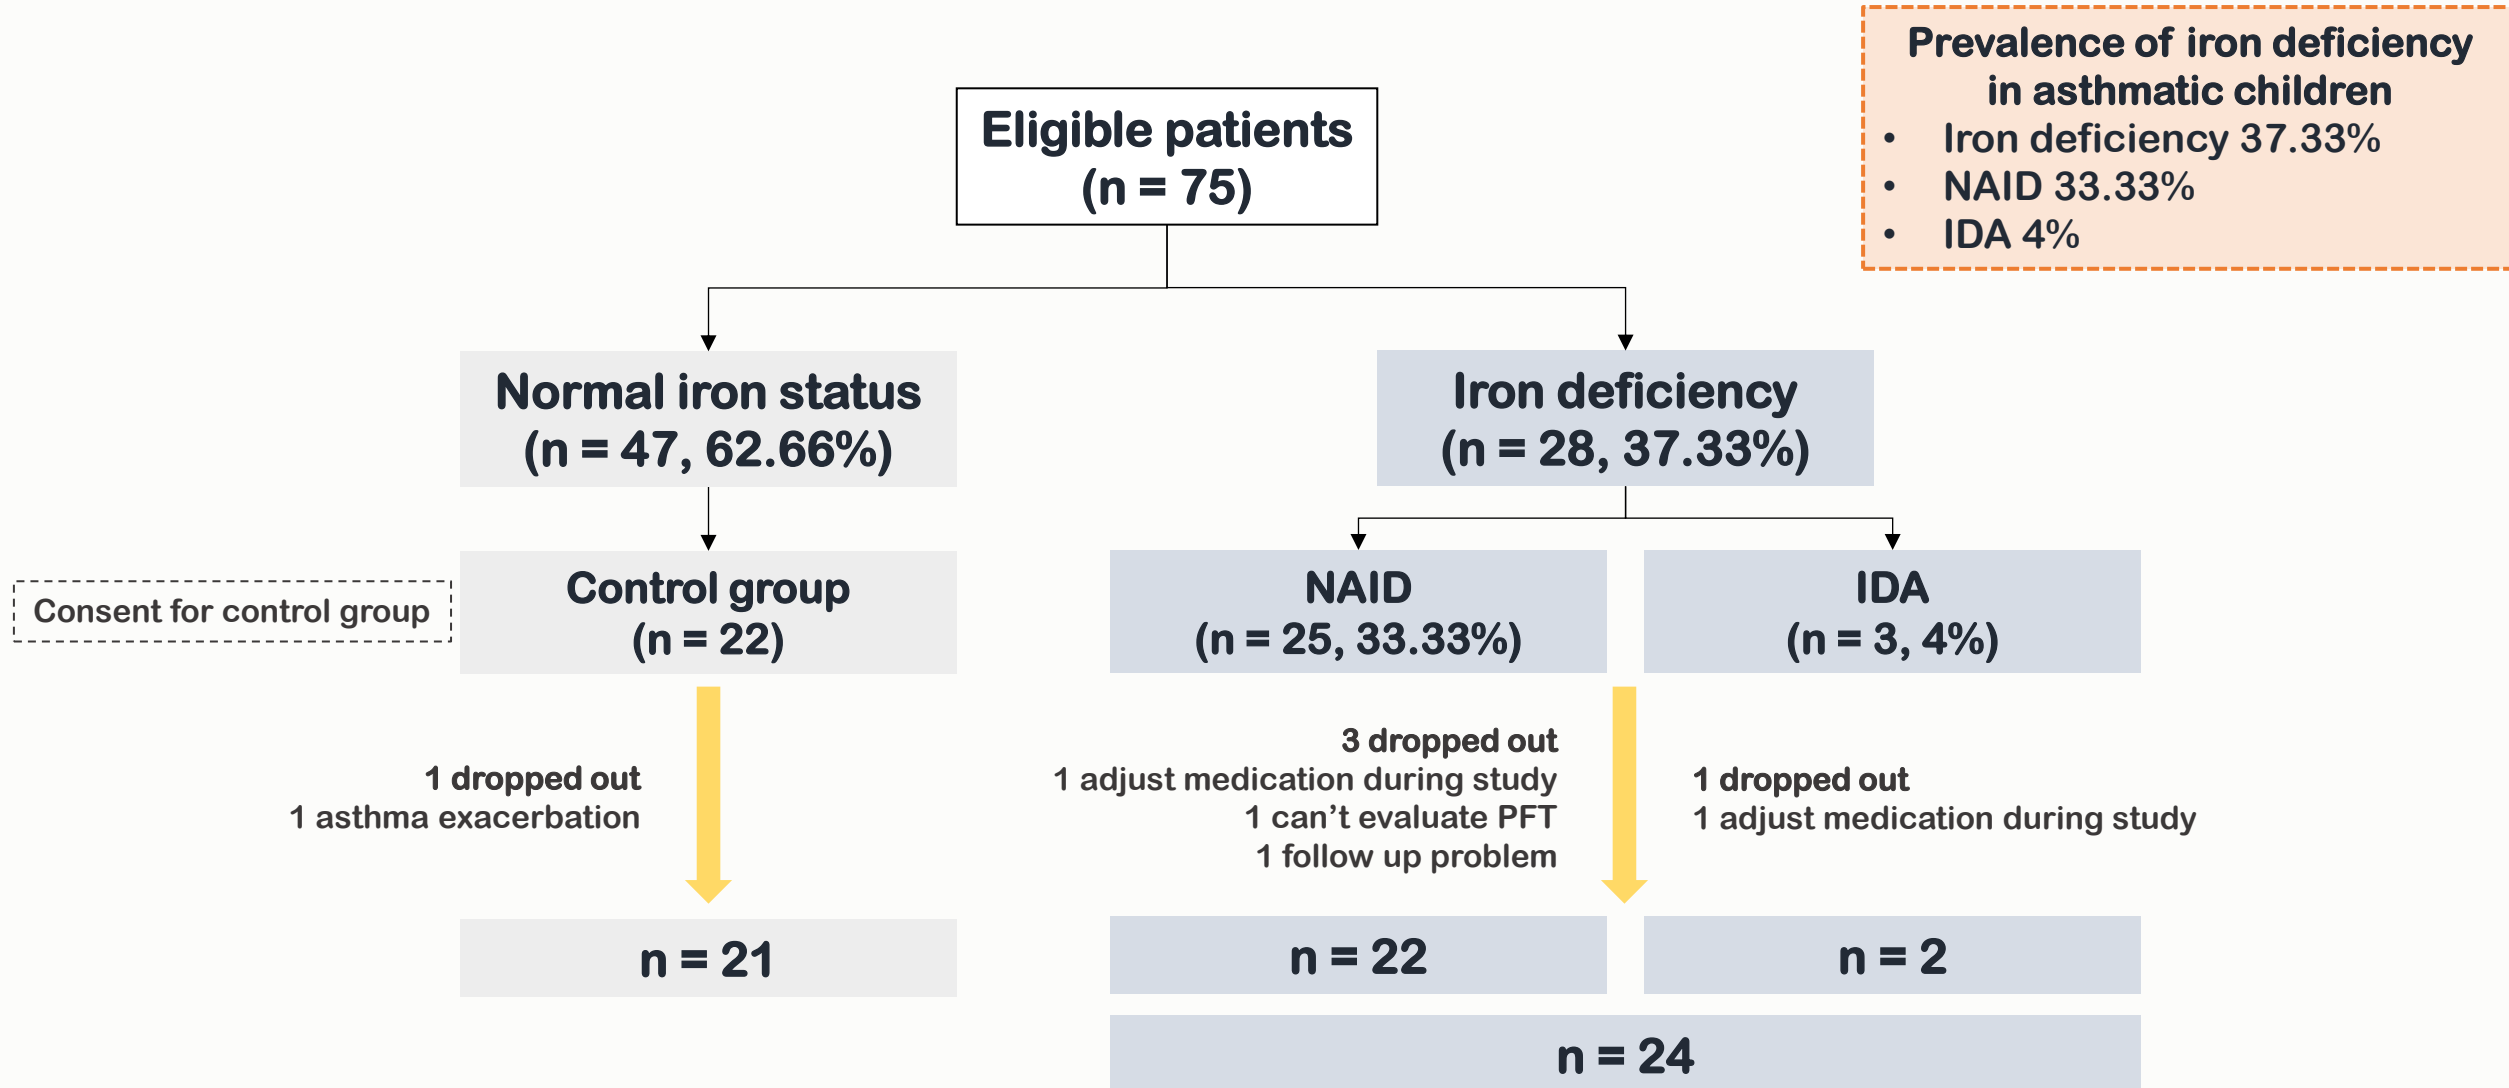 Prevalence of iron deficiency
in asthmatic children
• Iron deficiency 37.33%
• NAID 33.33%
• IDA 4%
Eligible patients
(n = 75)
Normal iron status
(n = 47, 62.66%)
Iron deficiency
(n = 28, 37.33%)
Consent for control group
Control group
(n = 22)
NAID
(n = 25, 33.33%)
IDA
(n = 3, 4%)
1 dropped out
1 asthma exacerbation
3 dropped out
1 adjust medication during study
1 can't evaluate PFT
1 follow up problem
1 dropped out
1 adjust medication during study
n = 21
n = 22
n = 2
n = 24